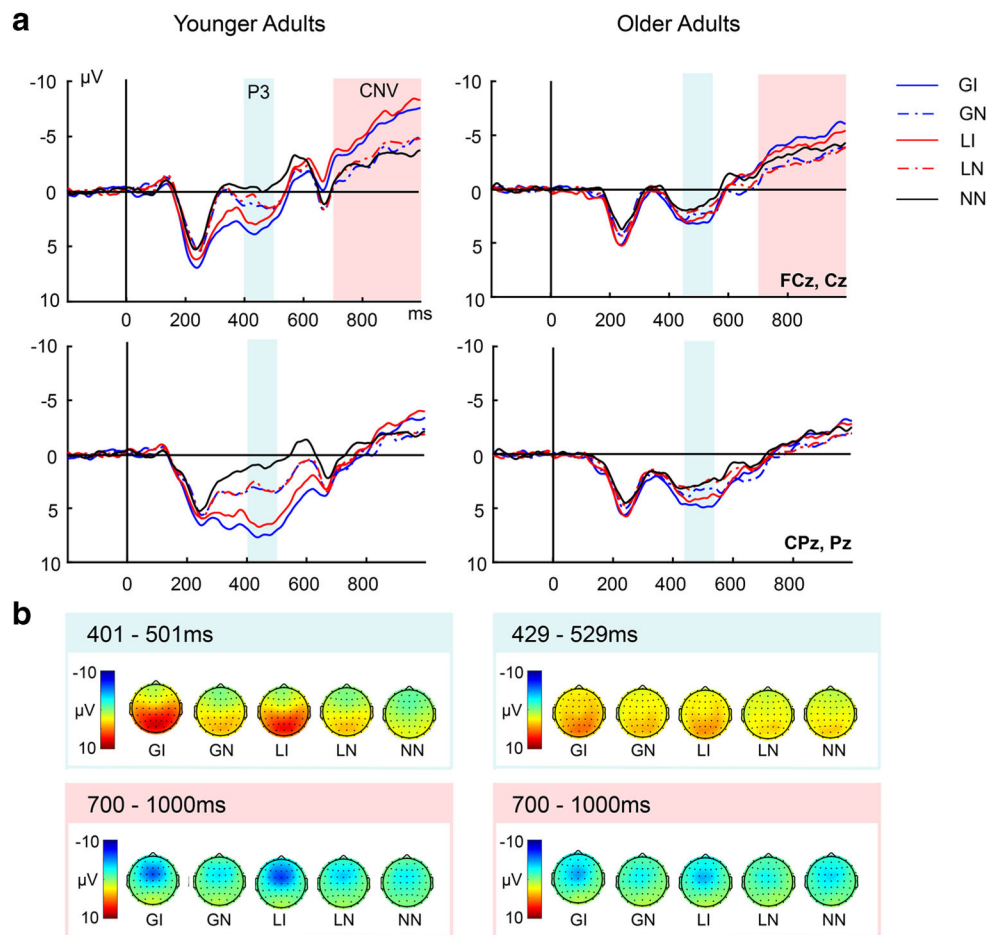 a
Younger Adults
Older Adults
-10
µV
-5
0
5
10
P3
CNV
0 200 400 600 800
ms
-10
-5
0
5
10
FCz, Cz
0 200 400 600 800
GI
GN
LI
LN
NN
-10
-5
0
5
10
0 200 400 600 800
-10
-5
0
5
10
CPz, Pz
0 200 400 600 800
b
401 - 501ms
-10
µV
10
GI GN LI LN NN
429 - 529ms
-10
µV
10
GI GN LI LN NN
700 - 1000ms
-10
µV
10
GI GN LI LN NN
700 - 1000ms
-10
µV
10
GI GN LI LN NN